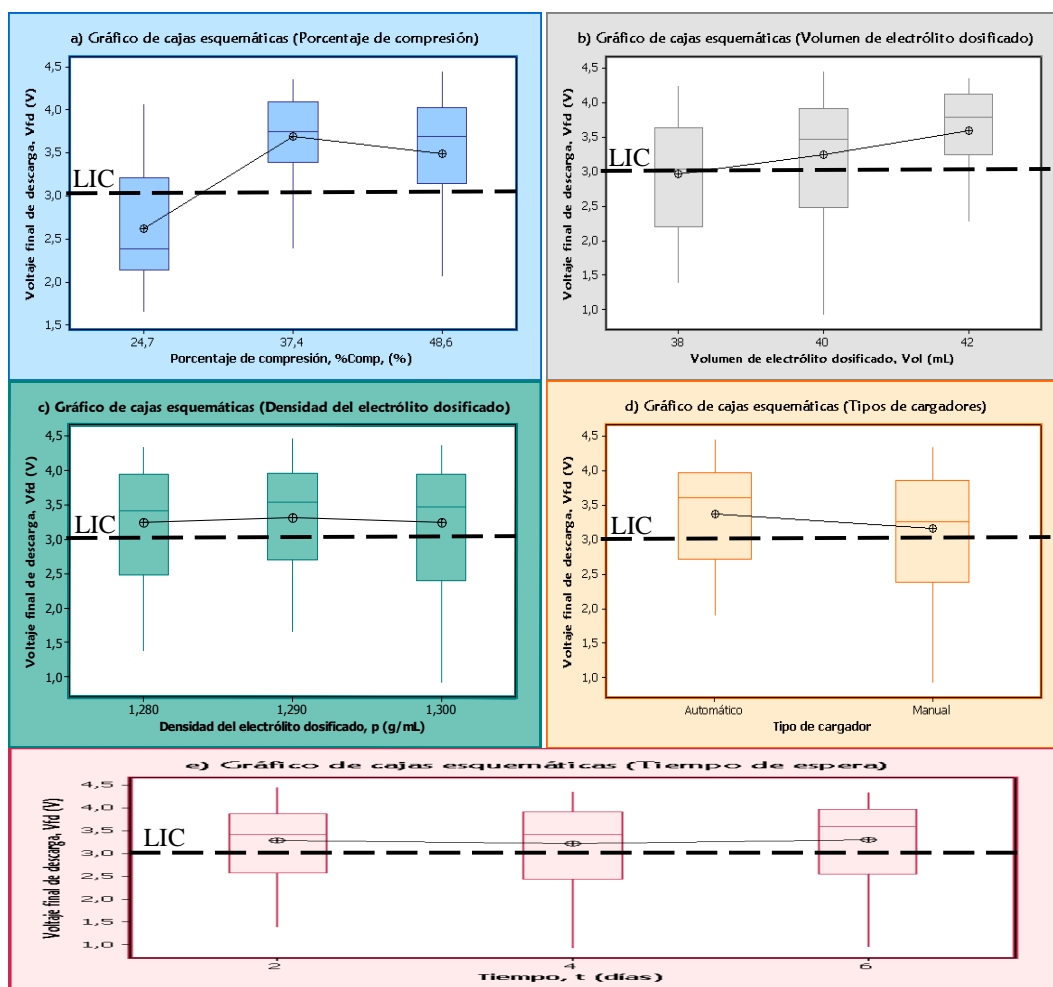 a) Gráfico de cajas esquemáticas (Porcentaje de compresión)
Voltaje final de descarga, Vfd (V)
4,5
4,0
3,5
3,0
2,5
2,0
1,5
LIC
24,7 37,4 48,6
Porcentaje de compresión, %Comp, (%)
b) Gráfico de cajas esquemáticas (Volumen de electrólito dosificado)
Voltaje final de descarga, Vfd (V)
4,5
4,0
3,5
3,0
2,5
2,0
1,5
1,0
LIC
38 40 42
Volumen de electrólito dosificado, Vol (mL)
c) Gráfico de cajas esquemáticas (Densidad del electrólito dosificado)
Voltaje final de descarga, Vfd (V)
4,5
4,0
3,5
3,0
2,5
2,0
1,5
1,0
LIC
1,280 1,290 1,300
Densidad del electrólito dosificado, p (g/mL)
d) Gráfico de cajas esquemáticas (Tipos de cargadores)
Voltaje final de descarga, Vfd (V)
4,5
4,0
3,5
3,0
2,5
2,0
1,5
1,0
LIC
Automático Manual
Tipo de cargador
e) Gráfico de cajas esquemáticas (Tiempo de espera)
Voltaje final de descarga, Vfd (V)
4,5
4,0
3,5
3,0
2,5
2,0
1,5
1,0
LIC
2 4 6
Tiempo, t (días)